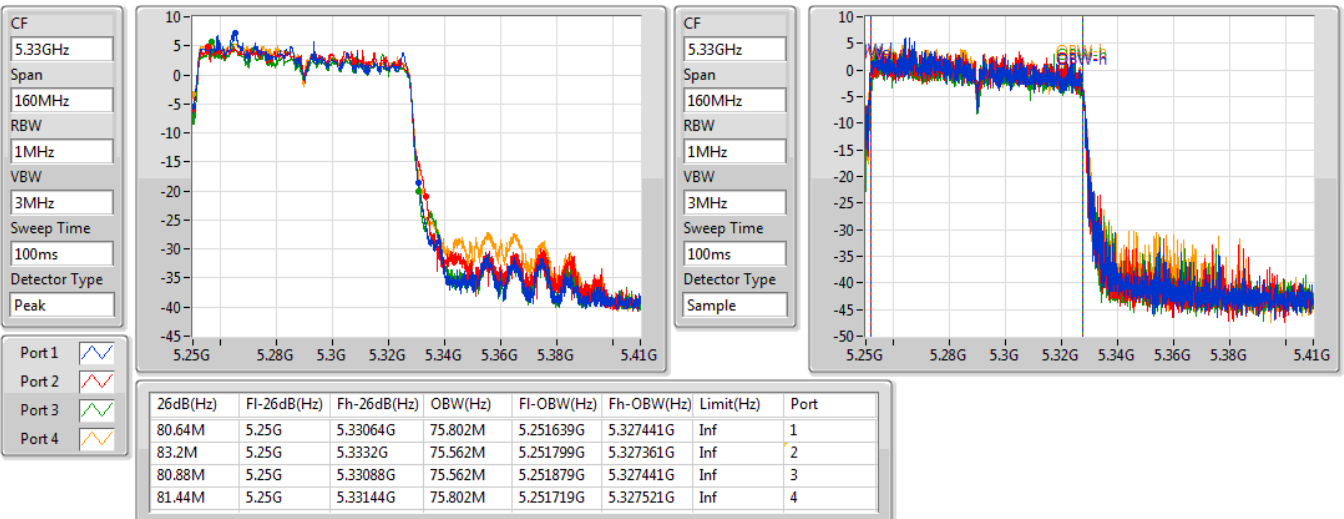 CF
5.33GHz
Span
160MHz
RBW
1MHz
VBW
3MHz
Sweep Time
100ms
Detector Type
Peak
10
5
0
-5
-10
-15
-20
-25
-30
-35
-40
-45
5.25G 5.28G 5.3G 5.32G 5.34G 5.36G 5.38G 5.41G
CF
5.33GHz
Span
160MHz
RBW
1MHz
VBW
3MHz
Sweep Time
100ms
Detector Type
Sample
10
5
0
-5
-10
-15
-20
-25
-30
-35
-40
-45
-50
OBW-h
5.25G 5.28G 5.3G 5.32G 5.34G 5.36G 5.38G 5.41G
Port 1
Port 2
Port 3
Port 4
26dB(Hz) Fl-26dB(Hz) Fh-26dB(Hz) OBW(Hz) Fl-OBW(Hz) Fh-OBW(Hz) Limit(Hz) Port
80.64M 5.25G 5.33064G 75.802M 5.251639G 5.327441G Inf 1
83.2M 5.25G 5.3332G 75.562M 5.251799G 5.327361G Inf 2
80.88M 5.25G 5.33088G 75.562M 5.251879G 5.327441G Inf 3
81.44M 5.25G 5.33144G 75.802M 5.251719G 5.327521G Inf 4